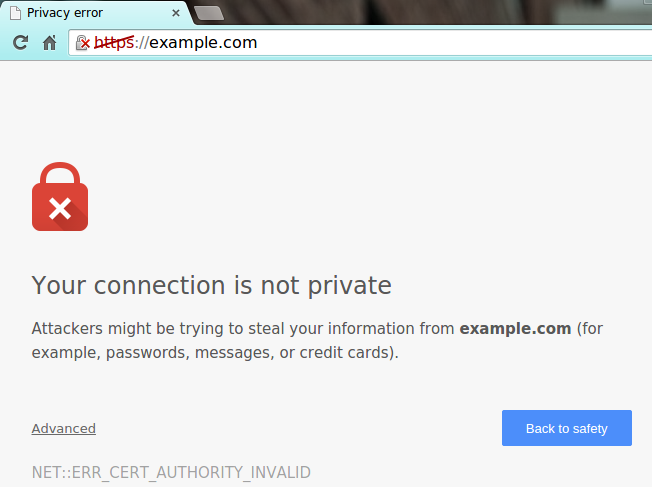 Privacy error
https://example.com
Your connection is not private
Attackers might be trying to steal your information from example.com (for
example, passwords, messages, or credit cards).
Advanced
Back to safety
NET::ERR_CERT_AUTHORITY_INVALID